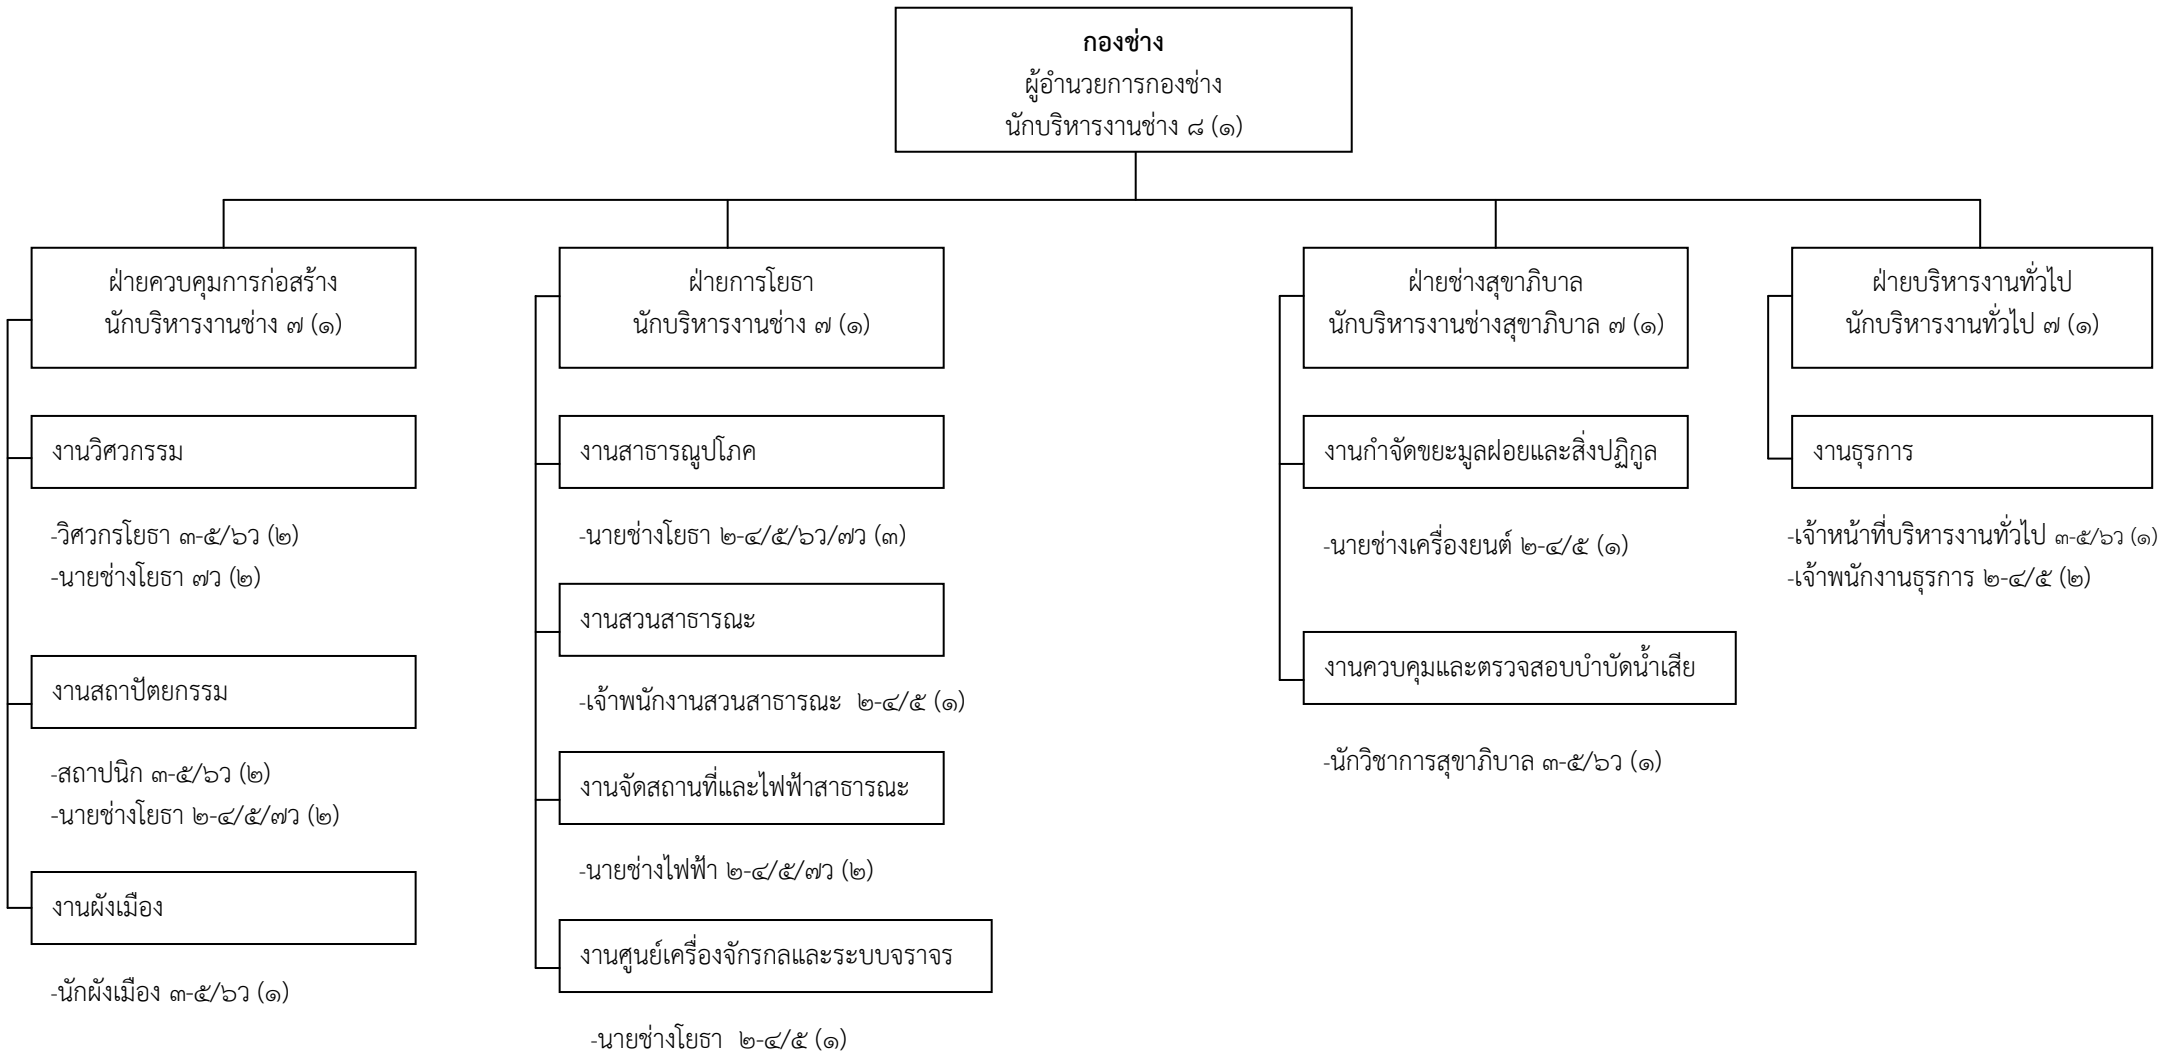 กองช่าง
ผู้อำนวยการกองช่าง
นักบริหารงานช่าง ๘ (๑)
ฝ่ายควบคุมการก่อสร้าง
นักบริหารงานช่าง ๗ (๑)
งานวิศวกรรม
-วิศวกรโยธา ๓-๕/๖ว (๒)
-นายช่างโยธา ๗ว (๒)
งานสถาปัตยกรรม
-สถาปนิก ๓-๕/๖ว (๒)
-นายช่างโยธา ๒-๔/๕/๗ว (๒)
งานผังเมือง
-นักผังเมือง ๓-๕/๖ว (๑)
ฝ่ายการโยธา
นักบริหารงานช่าง ๗ (๑)
งานสาธารณูปโภค
-นายช่างโยธา ๒-๔/๕/๖ว/๗ว (๓)
งานสวนสาธารณะ
-เจ้าพนักงานสวนสาธารณะ ๒-๔/๕ (๑)
งานจัดสถานที่และไฟฟ้าสาธารณะ
-นายช่างไฟฟ้า ๒-๔/๕/๗ว (๒)
งานศูนย์เครื่องจักรกลและระบบจราจร
-นายช่างโยธา ๒-๔/๕ (๑)
ฝ่ายช่างสุขาภิบาล
นักบริหารงานช่างสุขาภิบาล ๗ (๑)
งานกำจัดขยะมูลฝอยและสิ่งปฏิกูล
-นายช่างเครื่องยนต์ ๒-๔/๕ (๑)
งานควบคุมและตรวจสอบบำบัดน้ำเสีย
-นักวิชาการสุขาภิบาล ๓-๕/๖ว (๑)
ฝ่ายบริหารงานทั่วไป
นักบริหารงานทั่วไป ๗ (๑)
งานธุรการ
-เจ้าหน้าที่บริหารงานทั่วไป ๓-๕/๖ว (๑)
-เจ้าพนักงานธุรการ ๒-๔/๕ (๒)